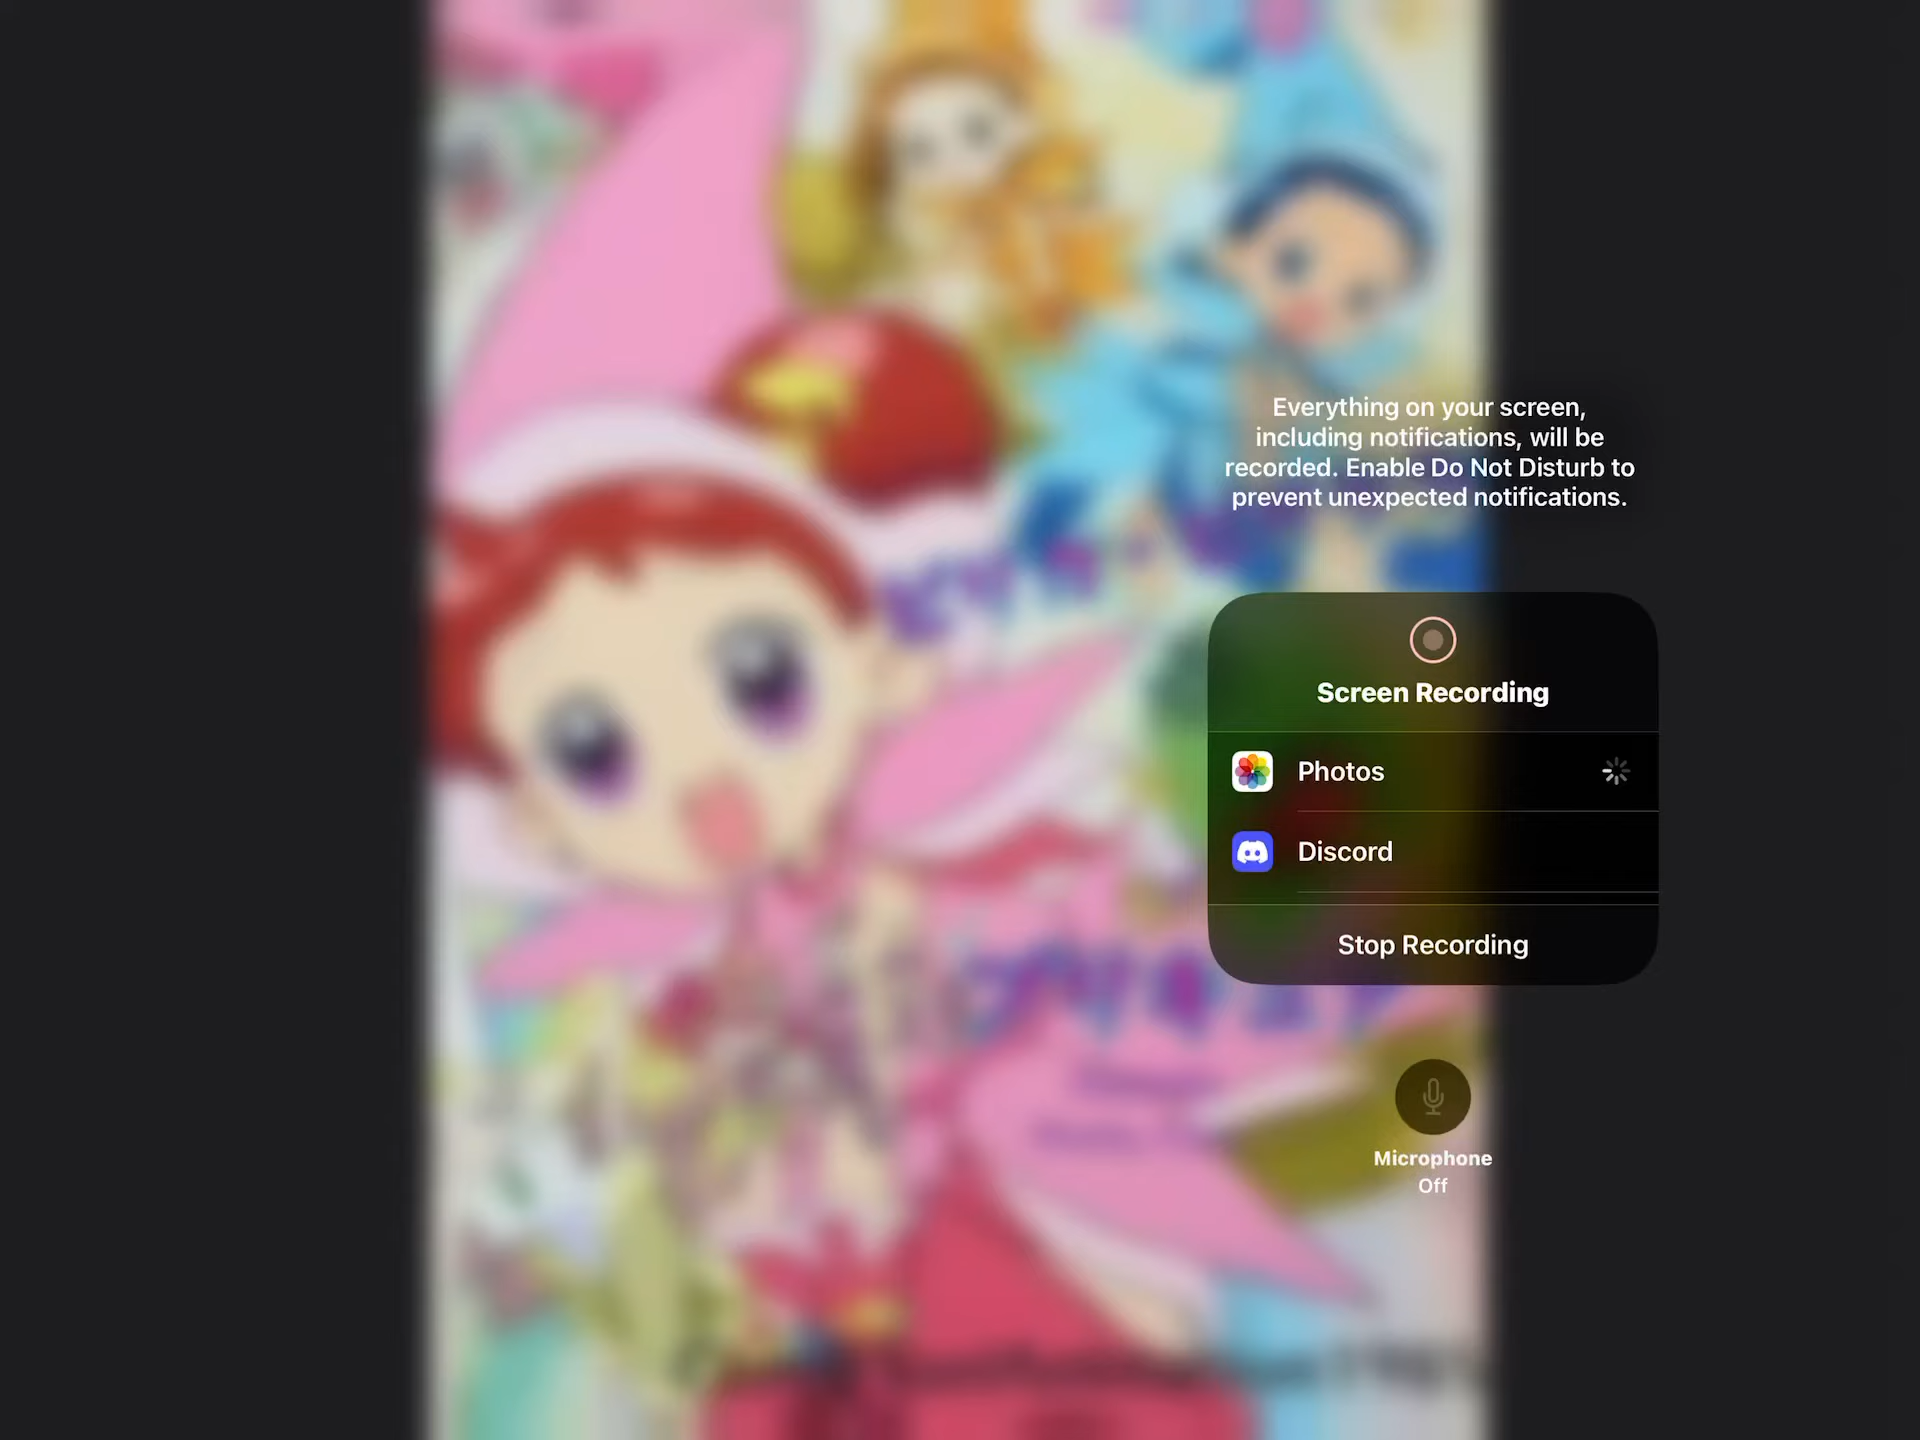 Everything on your screen,
including notifications, will be
recorded. Enable Do Not Disturb to
prevent unexpected notifications.
Screen Recording
Photos
Discord
Stop Recording
Microphone
Off